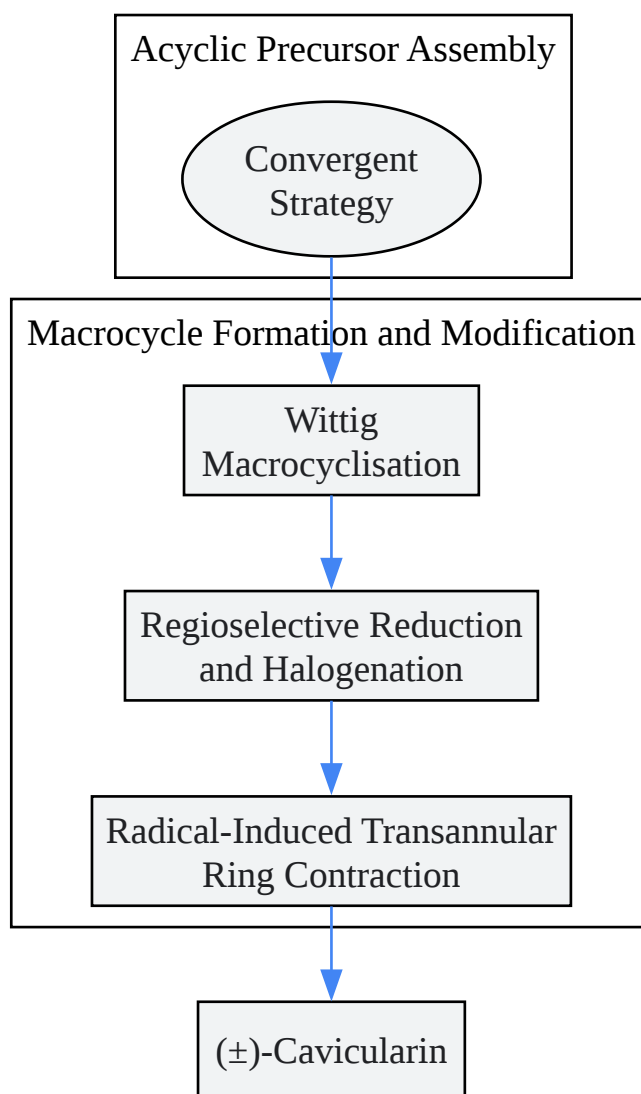 Acyclic Precursor Assembly
Convergent
Strategy
Macrocycle Formation and Modification
Wittig
Macrocyclisation
Regioselective Reduction
and Halogenation
Radical-Induced Transannular
Ring Contraction
(±)-Cavicularin